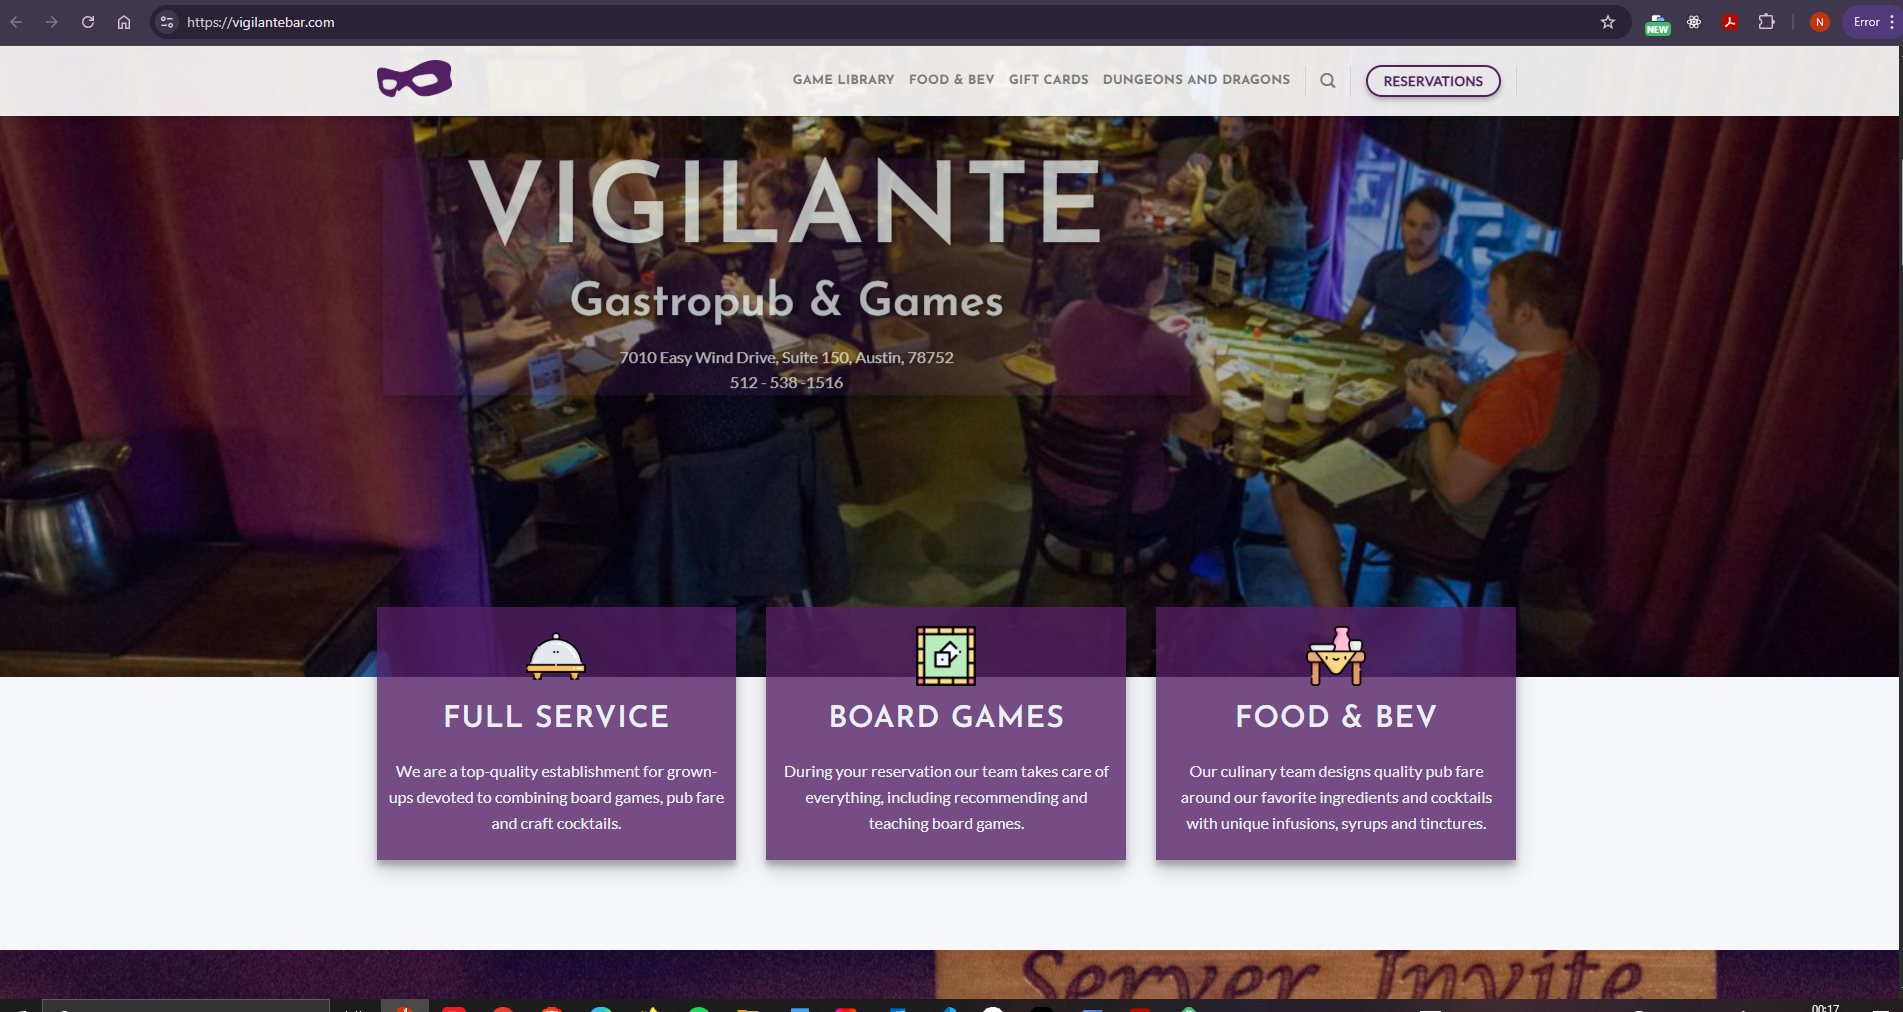 https://vigilantebar.com
NEW
N
Error
GAME LIBRARY FOOD & BEV GIFT CARDS DUNGEONS AND DRAGONS
RESERVATIONS
VIGILANTE
Gastropub & Games
7010 Easy Wind Drive, Suite 150, Austin, 78752
512 - 538 -1516
FULL SERVICE
We are a top-quality establishment for grown-
ups devoted to combining board games, pub fare
and craft cocktails.
BOARD GAMES
During your reservation our team takes care of
everything, including recommending and
teaching board games.
FOOD & BEV
Our culinary team designs quality pub fare
around our favorite ingredients and cocktails
with unique infusions, syrups and tinctures.
Server Invite
00:17